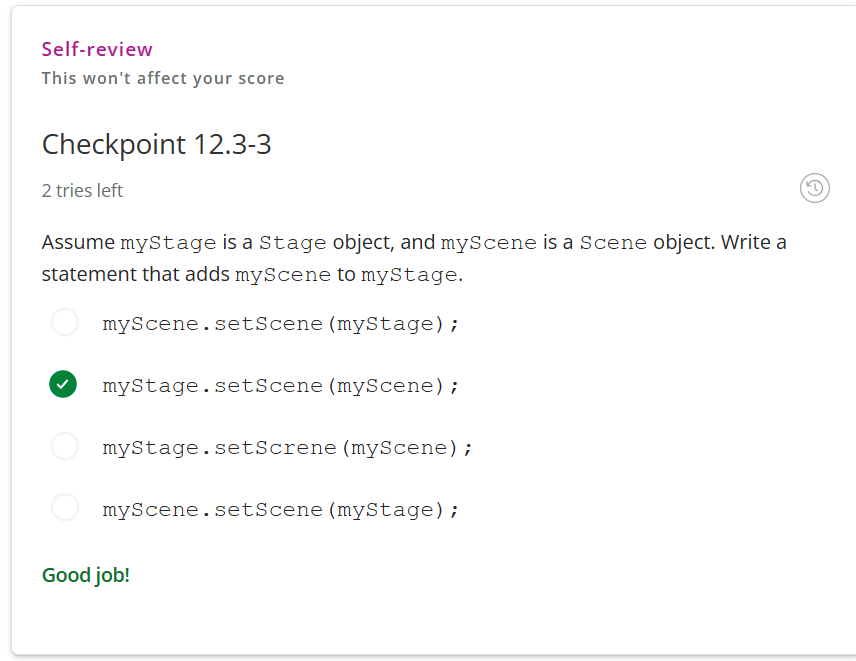 Self-review
This won't affect your score
Checkpoint 12.3-3
2 tries left
Assume myStage is a Stage object, and myScene is a Scene object. Write a
statement that adds myScene to myStage.
myScene.setScene(myStage);
myStage.setScene(myScene);
myStage.setScrene(myScene);
myScene.setScene(myStage);
Good job!